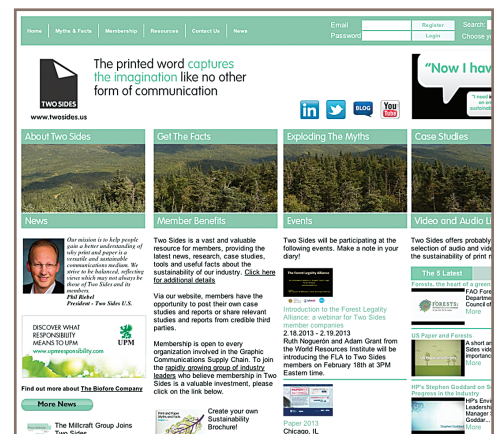 Home
Myths & Facts
Membership
Resources
Contact Us
News
Email
Register
Search:
Password
Login
Choose
The printed word captures
the imagination like no other
form of communication
TWO SIDES
www.twosides.us
in
BLOG
You
Tube
"Now I hav
About Two Sides
Get The Facts
Exploding The Myths
Case Studies
News
Member Benefits
Events
Video and Audio Li
Our mission is to help people
gain a better understanding of
why print and paper is a
versatile and sustainable
communications medium. We
strive to be balanced, reflecting
views which may not always be
those of Two Sides and its
members.
Phil Riebel
President - Two Sides U.S.
DISCOVER WHAT
RESPONSIBILITY
MEANS TO UPM
www.upmresponsibility.com
UPM
Find out more about The Biofore Company
More News
The Millcraft Group Joins
Two Sides
Two Sides is a vast and valuable
resource for members, providing the
latest news, research, case studies,
tools and useful facts about the
sustainability of our industry. Click here
for additional details
Via our website, members have the
opportunity to post their own case
studies and reports or share relevant
studies and reports from credible third
parties.
Membership is open to every
organization involved in the Graphic
Communications Supply Chain. To join
the rapidly growing group of industry
leaders who believe membership in Two
Sides is a valuable investment, please
click on the link below.
Create your own
Sustainability
Brochure!
Two Sides will be participating at the
following events. Make a note in your
diary!
The Forest Legality Alliance
Introduction to the Forest Legality
Alliance: a webinar for Two Sides
member companies
2.18.2013 - 2.19.2013
Ruth Nogueron and Adam Grant from
the World Resources Institute will be
introducing the FLA to Two Sides
members on February 18th at 3PM
Eastern time.
Paper 2013
Chicago, IL
Two Sides offers probably
selection of audio and vide
the sustainability of print
The 5 Latest
Forests, the heart of a green
FORESTS:
FAO Fore
Departme
Council of
More
US Paper and Forests
A short ar
Sides vide
importanc
More
HP's Stephen Goddard on Si
Progress in the Industry
HP's Envi
Leadershi
Manager
Goddar...
More